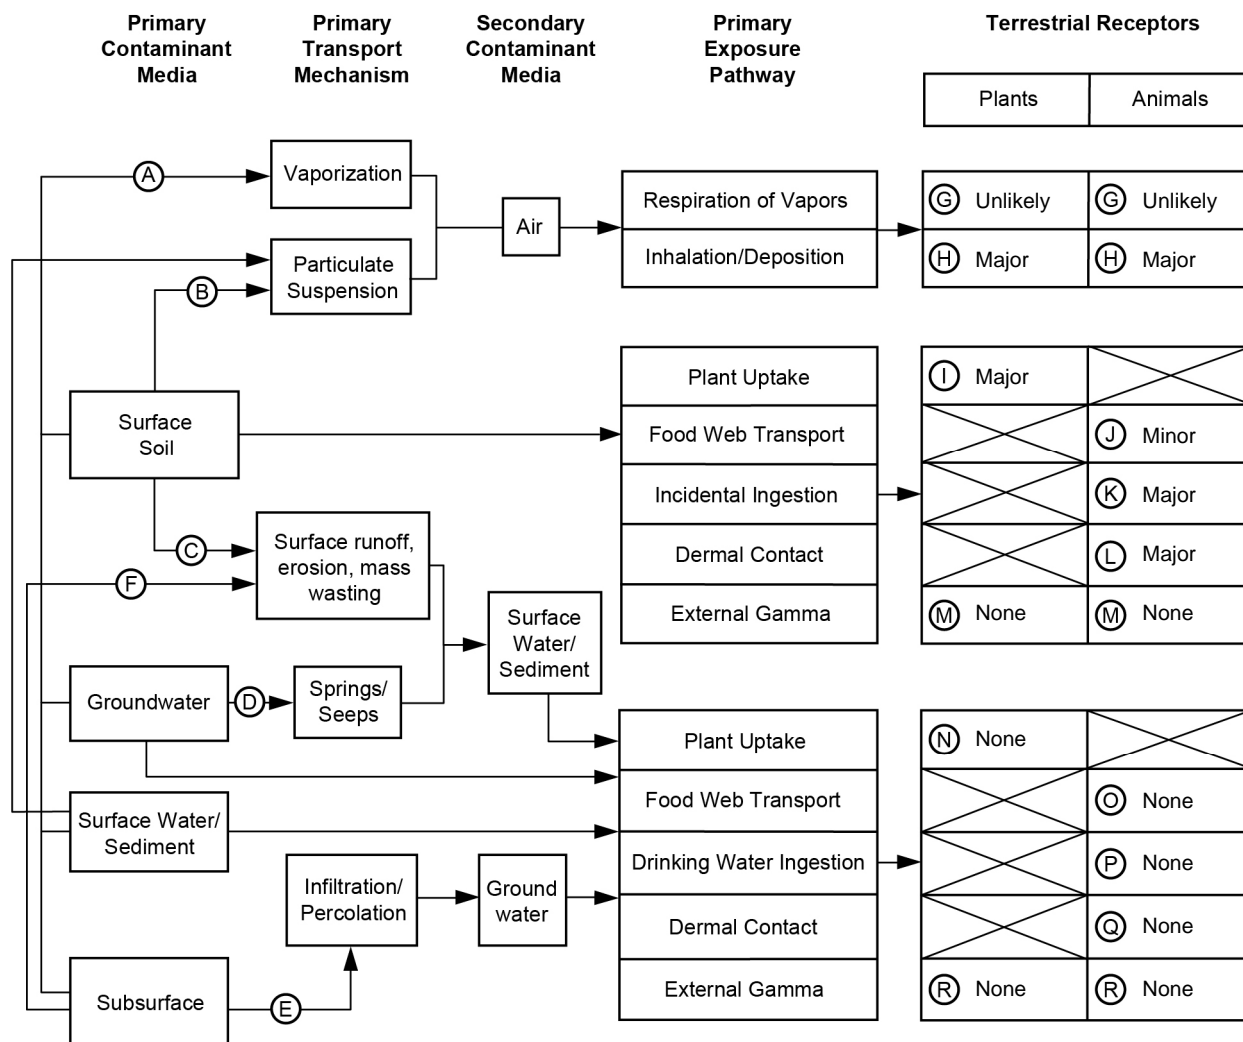 Primary
Contaminant
Media
Primary
Transport
Mechanism
Secondary
Contaminant
Media
Primary
Exposure
Pathway
Terrestrial Receptors
Plants
Animals
A
Vaporization
Respiration of Vapors
G Unlikely
G Unlikely
Air
Particulate
Suspension
Inhalation/Deposition
H Major
H Major
B
Surface
Soil
Plant Uptake
I Major
Food Web Transport
J Minor
Incidental Ingestion
K Major
Dermal Contact
L Major
External Gamma
M None
M None
C
F
Surface runoff,
erosion, mass
wasting
Surface
Water/
Sediment
Groundwater
D
Springs/
Seeps
Plant Uptake
N None
Food Web Transport
O None
Surface Water/
Sediment
Drinking Water Ingestion
P None
Infiltration/
Percolation
Ground
water
Dermal Contact
Q None
Subsurface
E
External Gamma
R None
R None